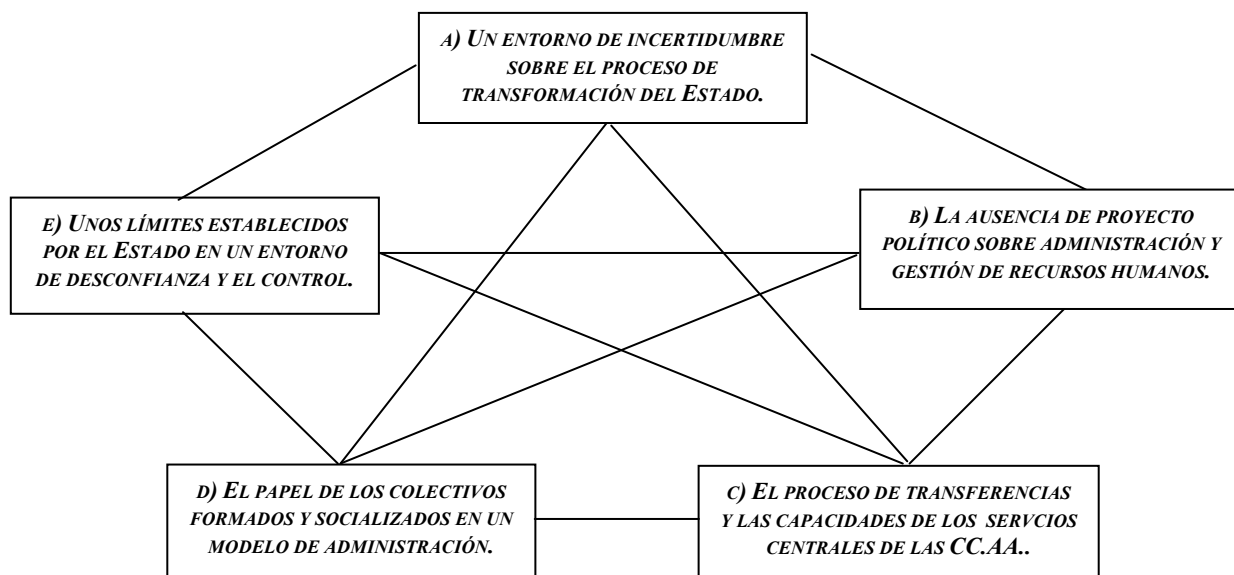 A) UN ENTORNO DE INCERTIDUMBRE
SOBRE EL PROCESO DE
TRANSFORMACIÓN DEL ESTADO.
E) UNOS LÍMITES ESTABLECIDOS
POR EL ESTADO EN UN ENTORNO
DE DESCONFIANZA Y EL CONTROL.
B) LA AUSENCIA DE PROYECTO
POLÍTICO SOBRE ADMINISTRACIÓN Y
GESTIÓN DE RECURSOS HUMANOS.
D) EL PAPEL DE LOS COLECTIVOS
FORMADOS Y SOCIALIZADOS EN UN
MODELO DE ADMINISTRACIÓN.
C) EL PROCESO DE TRANSFERENCIAS
Y LAS CAPACIDADES DE LOS SERVCIOS
CENTRALES DE LAS CC.AA..